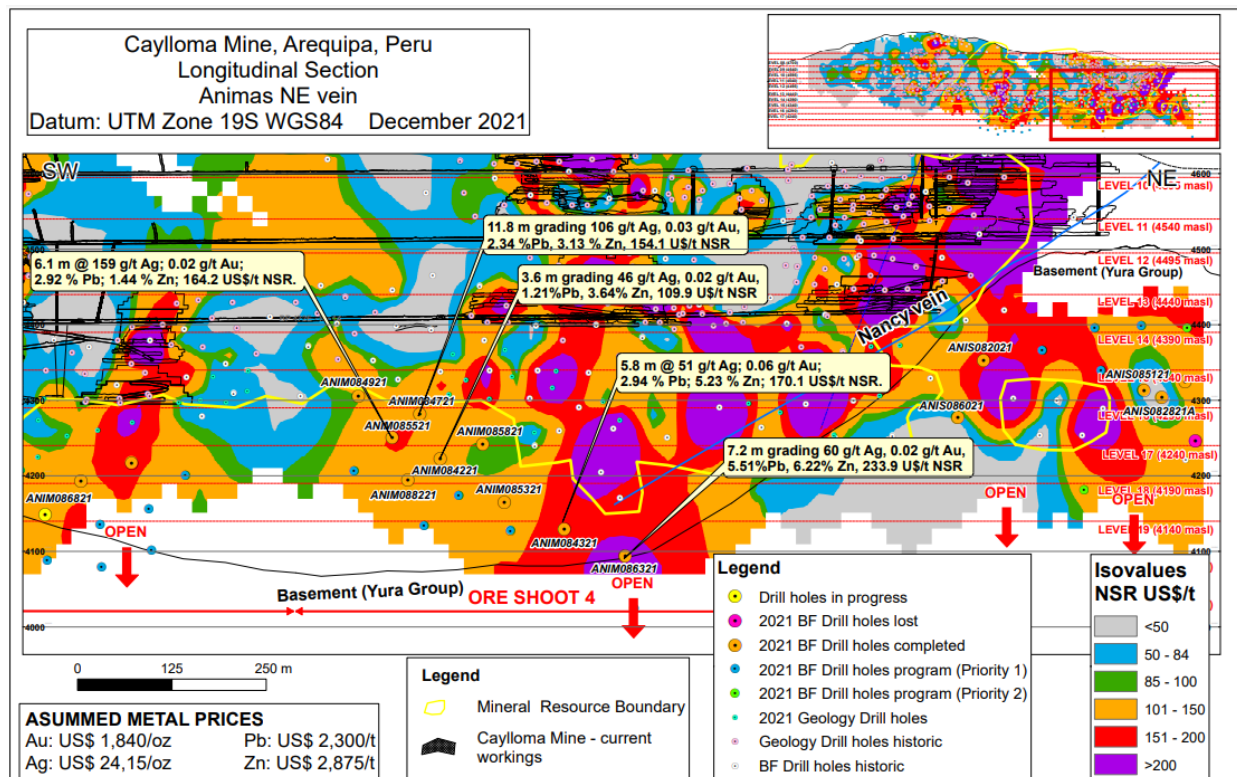 Caylloma Mine, Arequipa, Peru
Longitudinal Section
Animas NE vein
Datum: UTM Zone 19S WGS84 December 2021
SW
NE
4600
LEVEL 11 (4540 masl)
4500
LEVEL 12 (4495 masl)
Basement (Yura Group)
LEVEL 13 (4440 masl)
4400
LEVEL 14 (4390 masl)
4300
LEVEL 17 (4240 masl)
4200
LEVEL 18 (4190 masl)
LEVEL 19 (4140 masl)
4100
4000
11.8 m grading 106 g/t Ag, 0.03 g/t Au,
2.34 %Pb, 3.13 % Zn, 154.1 U$/t NSR
6.1 m @ 159 g/t Ag; 0.02 g/t Au;
2.92 % Pb; 1.44 % Zn; 164.2 US$/t NSR.
3.6 m grading 46 g/t Ag, 0.02 g/t Au,
1.21%Pb, 3.64% Zn, 109.9 U$/t NSR
Nancy vein
5.8 m @ 51 g/t Ag; 0.06 g/t Au;
2.94 % Pb; 5.23 % Zn; 170.1 US$/t NSR.
7.2 m grading 60 g/t Ag, 0.02 g/t Au,
5.51%Pb, 6.22% Zn, 233.9 U$/t NSR
ANIS082021
ANIM084921
ANIS085121
ANIM084721
ANIS082821A
ANIS086021
ANIM085521
ANIM085821
ANIM084221
ANIM088221
ANIM086821
ANIM085321
ANIM084321
ANIM086321
OPEN
OPEN
OPEN
OPEN
Basement (Yura Group)
ORE SHOOT 4
0 125 250 m
ASUMMED METAL PRICES
Au: US$ 1,840/oz Pb: US$ 2,300/t
Ag: US$ 24,15/oz Zn: US$ 2,875/t
Legend
Mineral Resource Boundary
Caylloma Mine - current
workings
Legend
Drill holes in progress
2021 BF Drill holes lost
2021 BF Drill holes completed
2021 BF Drill holes program (Priority 1)
2021 BF Drill holes program (Priority 2)
2021 Geology Drill holes
Geology Drill holes historic
BF Drill holes historic
Isovalues
NSR US$/t
<50
50 - 84
85 - 100
101 - 150
151 - 200
>200